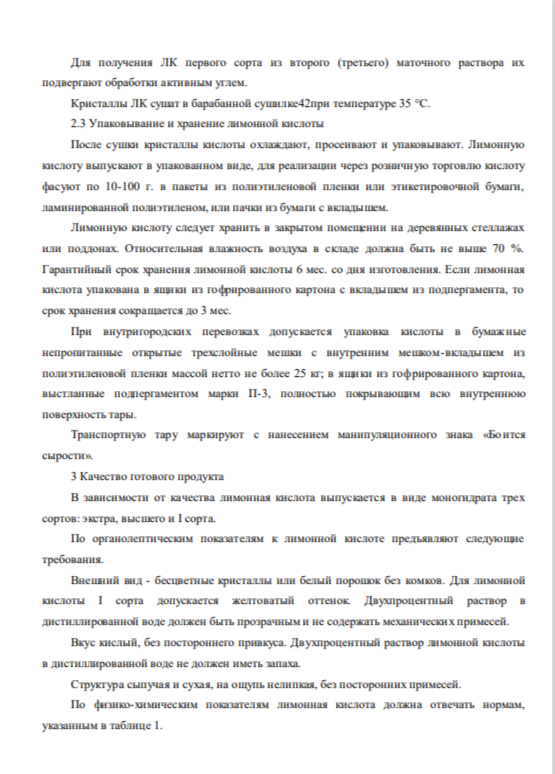 Для получения ЛК первого сорта из второго (третьего) маточного раствора их
подвергают обработки активным углем.
Кристаллы ЛК сушат в барабанной сушилке42при температуре 35 °С.
2.3 Упаковывание и хранение лимонной кислоты
После сушки кристаллы кислоты охлаждают, просеивают и упаковывают. Лимонную
кислоту выпускают в упакованном виде, для реализации через розничную торговлю кислоту
фасуют по 10-100 г. в пакеты из полиэтиленовой пленки или этикетировочной бумаги,
ламинированной полиэтиленом, или пачки из бумаги с вкладышем.
Лимонную кислоту следует хранить в закрытом помещении на деревянных стеллажах
или поддонах. Относительная влажность воздуха в складе должна быть не выше 70 %.
Гарантийный срок хранения лимонной кислоты 6 мес. со дня изготовления. Если лимонная
кислота упакована в ящики из гофрированного картона с вкладышем из подпергамента, то
срок хранения сокращается до 3 мес.
При внутригородских перевозках допускается упаковка кислоты в бумажные
непропитанные открытые трехслойные мешки с внутренним мешком-вкладышем из
полиэтиленовой пленки массой нетто не более 25 кг; в ящики из гофрированного картона,
выстланные подпергаментом марки П-3, полностью покрывающим всю внутреннюю
поверхность тары.
Транспортную тару маркируют с нанесением манипуляционного знака «Боится
сырости».
3 Качество готового продукта
В зависимости от качества лимонная кислота выпускается в виде моногидрата трех
сортов: экстра, высшего и I сорта.
По органолептическим показателям к лимонной кислоте предъявляют следующие
требования.
Внешний вид - бесцветные кристаллы или белый порошок без комков. Для лимонной
кислоты I сорта допускается желтоватый оттенок. Двухпроцентный раствор в
дистиллированной воде должен быть прозрачным и не содержать механических примесей.
Вкус кислый, без постороннего привкуса. Двухпроцентный раствор лимонной кислоты
в дистиллированной воде не должен иметь запаха.
Структура сыпучая и сухая, на ощупь нелипкая, без посторонних примесей.
По физико-химическим показателям лимонная кислота должна отвечать нормам,
указанным в таблице 1.